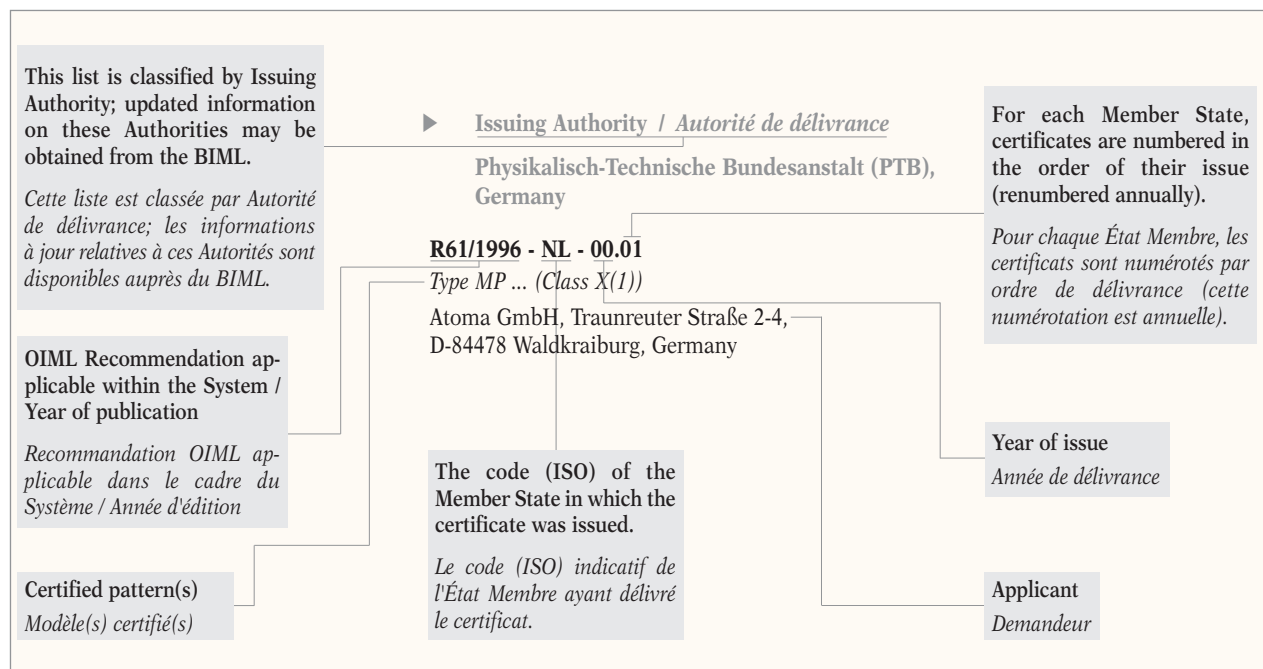 This list is classified by Issuing
Authority; updated information
on these Authorities may be
obtained from the BIML.
Cette liste est classée par Autorité
de délivrance; les informations
à jour relatives à ces Autorités sont
disponibles auprès du BIML.
▶ Issuing Authority / Autorité de délivrance
Physikalisch-Technische Bundesanstalt (PTB),
Germany
For each Member State,
certificates are numbered in
the order of their issue
(renumbered annually).
Pour chaque État Membre, les
certificats sont numérotés par
ordre de délivrance (cette
numérotation est annuelle).
R61/1996 - NL - 00.01
Type MP ... (Class X(1))
Atoma GmbH, Traunreuter Straße 2-4,
D-84478 Waldkraiburg, Germany
OIML Recommendation ap-
plicable within the System /
Year of publication
Recommandation OIML ap-
plicable dans le cadre du
Système / Année d'édition
The code (ISO) of the
Member State in which the
certificate was issued.
Le code (ISO) indicatif de
l'État Membre ayant délivré
le certificat.
Year of issue
Année de délivrance
Certified pattern(s)
Modèle(s) certifié(s)
Applicant
Demandeur